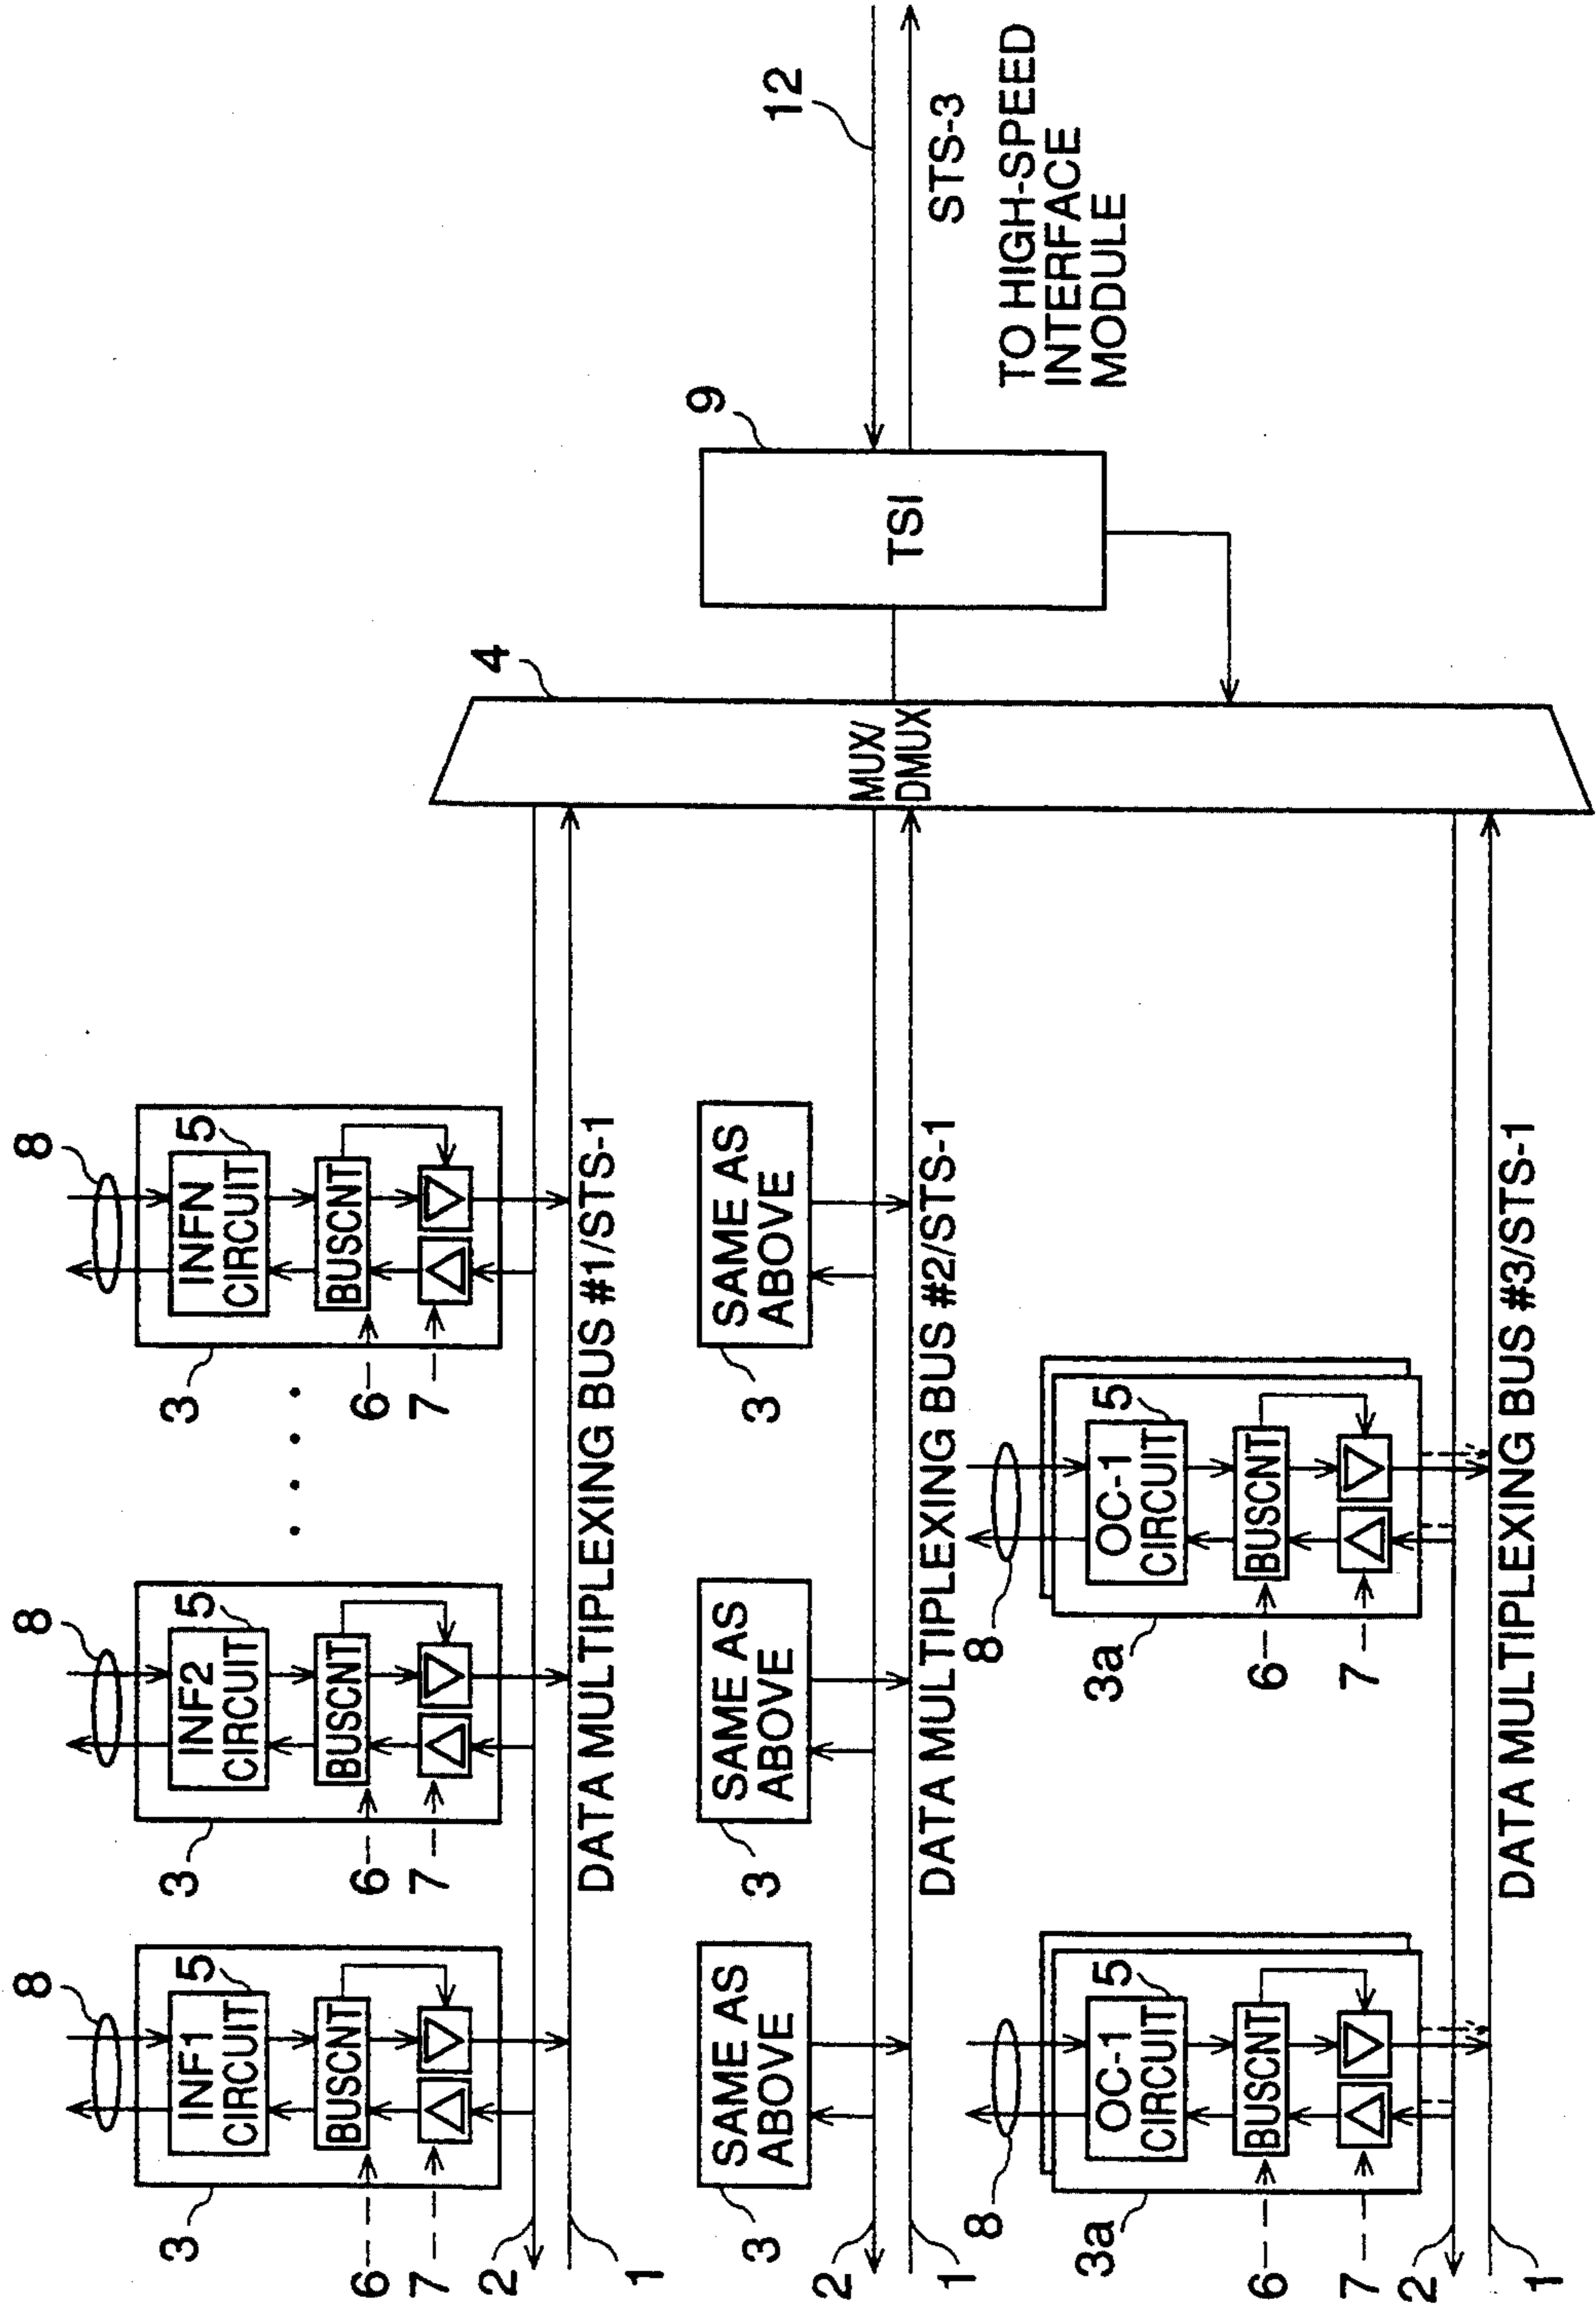 8
8
8
INF1
CIRCUIT
5
INF2
CIRCUIT
5
INFN
CIRCUIT
5
3
BUSCNT
3
BUSCNT
3
BUSCNT
6
6
6
7
7
7
2
1
DATA MULTIPLEXING BUS #1/STS-1
4
3
SAME AS
ABOVE
3
SAME AS
ABOVE
3
SAME AS
ABOVE
9
12
2
1
MUX/
DMUX
TSI
STS-3
DATA MULTIPLEXING BUS #2/STS-1
TO HIGH-SPEED
INTERFACE
MODULE
8
8
OC-1
CIRCUIT
5
OC-1
CIRCUIT
5
3a
BUSCNT
3a
BUSCNT
6
6
7
7
2
1
DATA MULTIPLEXING BUS #3/STS-1